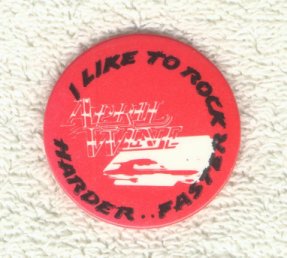 I LIKE TO ROCK
APRIL
WINE
HARDER.. FASTER